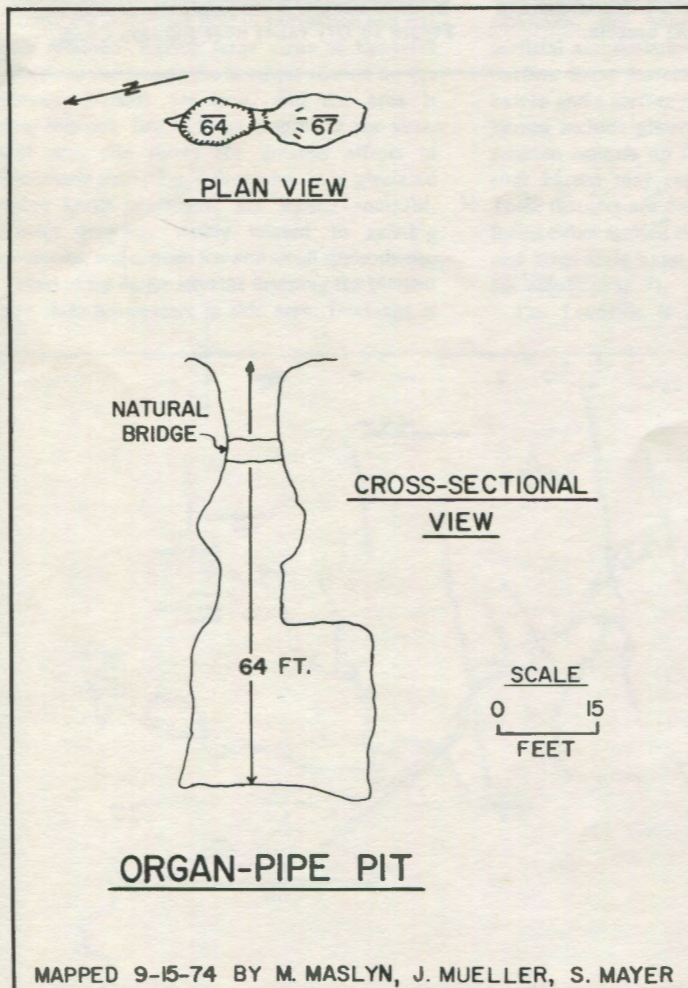 N
64 67
PLAN VIEW
NATURAL
BRIDGE
CROSS-SECTIONAL
VIEW
64 FT.
SCALE
0 15
FEET
ORGAN-PIPE PIT
MAPPED 9-15-74 BY M. MASLYN, J. MUELLER, S. MAYER